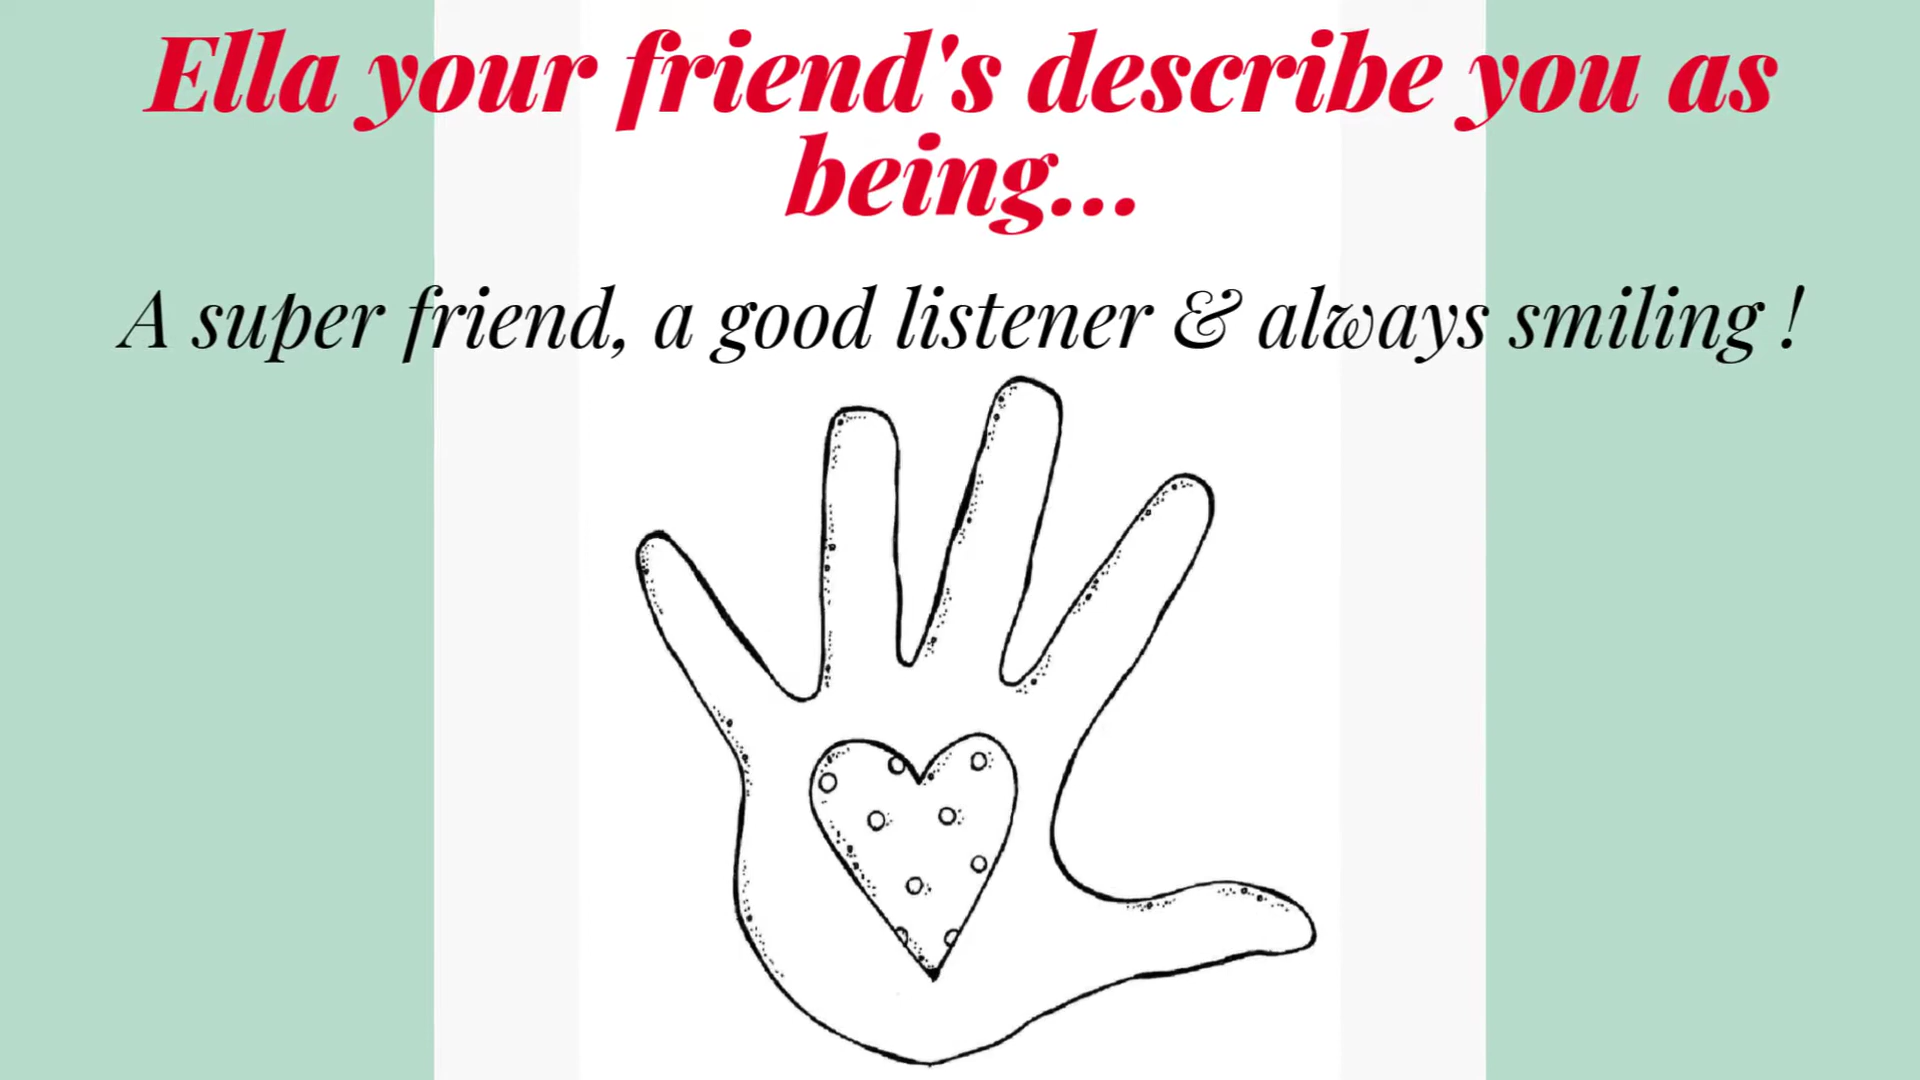 Ella your friend's describe you as
being...
A super friend, a good listener & always smiling !